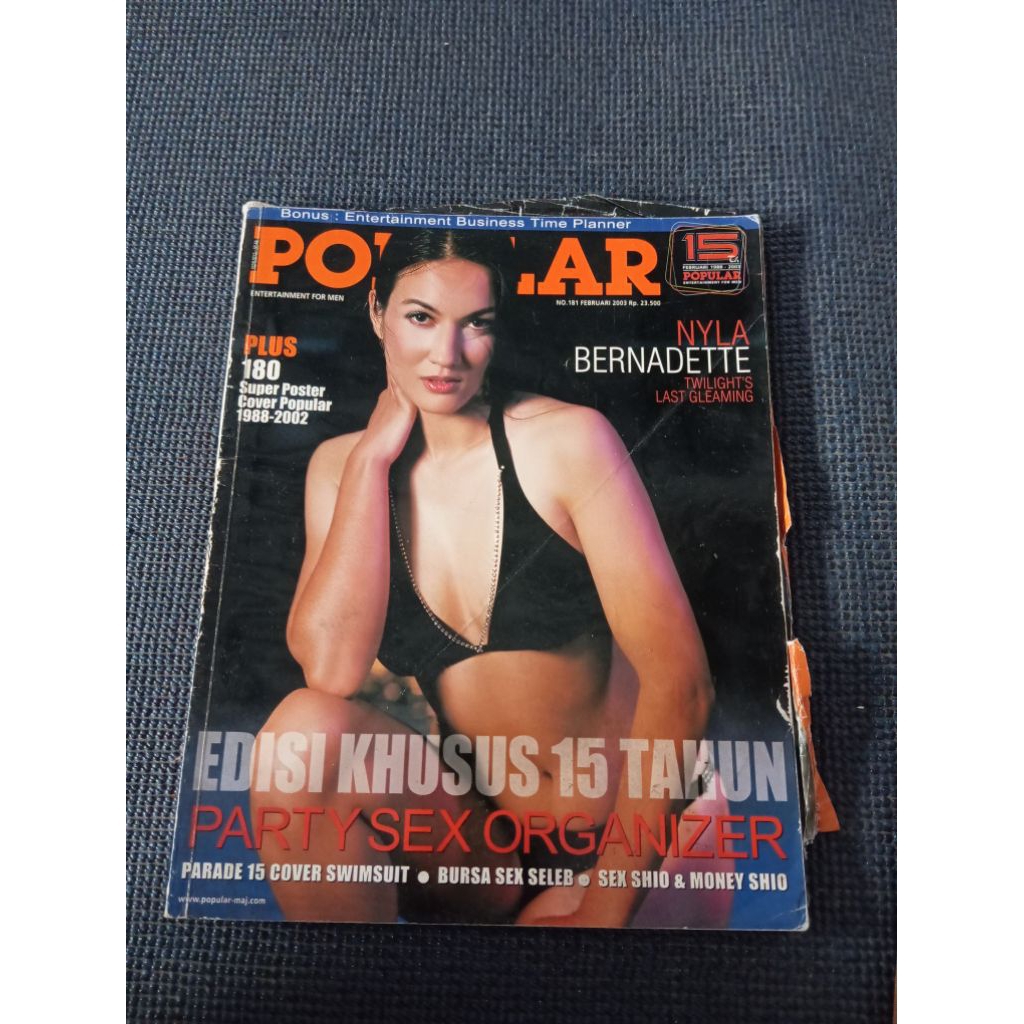 Bonus : Entertainment Business Time Planner
POPULAR
ENTERTAINMENT FOR MEN
NO.181 FEBRUARI 2003 Rp. 23.500
15
FEBRUARI 1988 - 2003
POPULAR
ENTERTAINMENT FOR MEN
PLUS
180
Super Poster
Cover Popular
1988-2002
NYLA
BERNADETTE
TWILIGHT'S
LAST GLEAMING
EDISI KHUSUS 15 TAHUN
PARTY SEX ORGANIZER
PARADE 15 COVER SWIMSUIT ● BURSA SEX SELEB ● SEX SHIO & MONEY SHIO
www.popular-maj.com